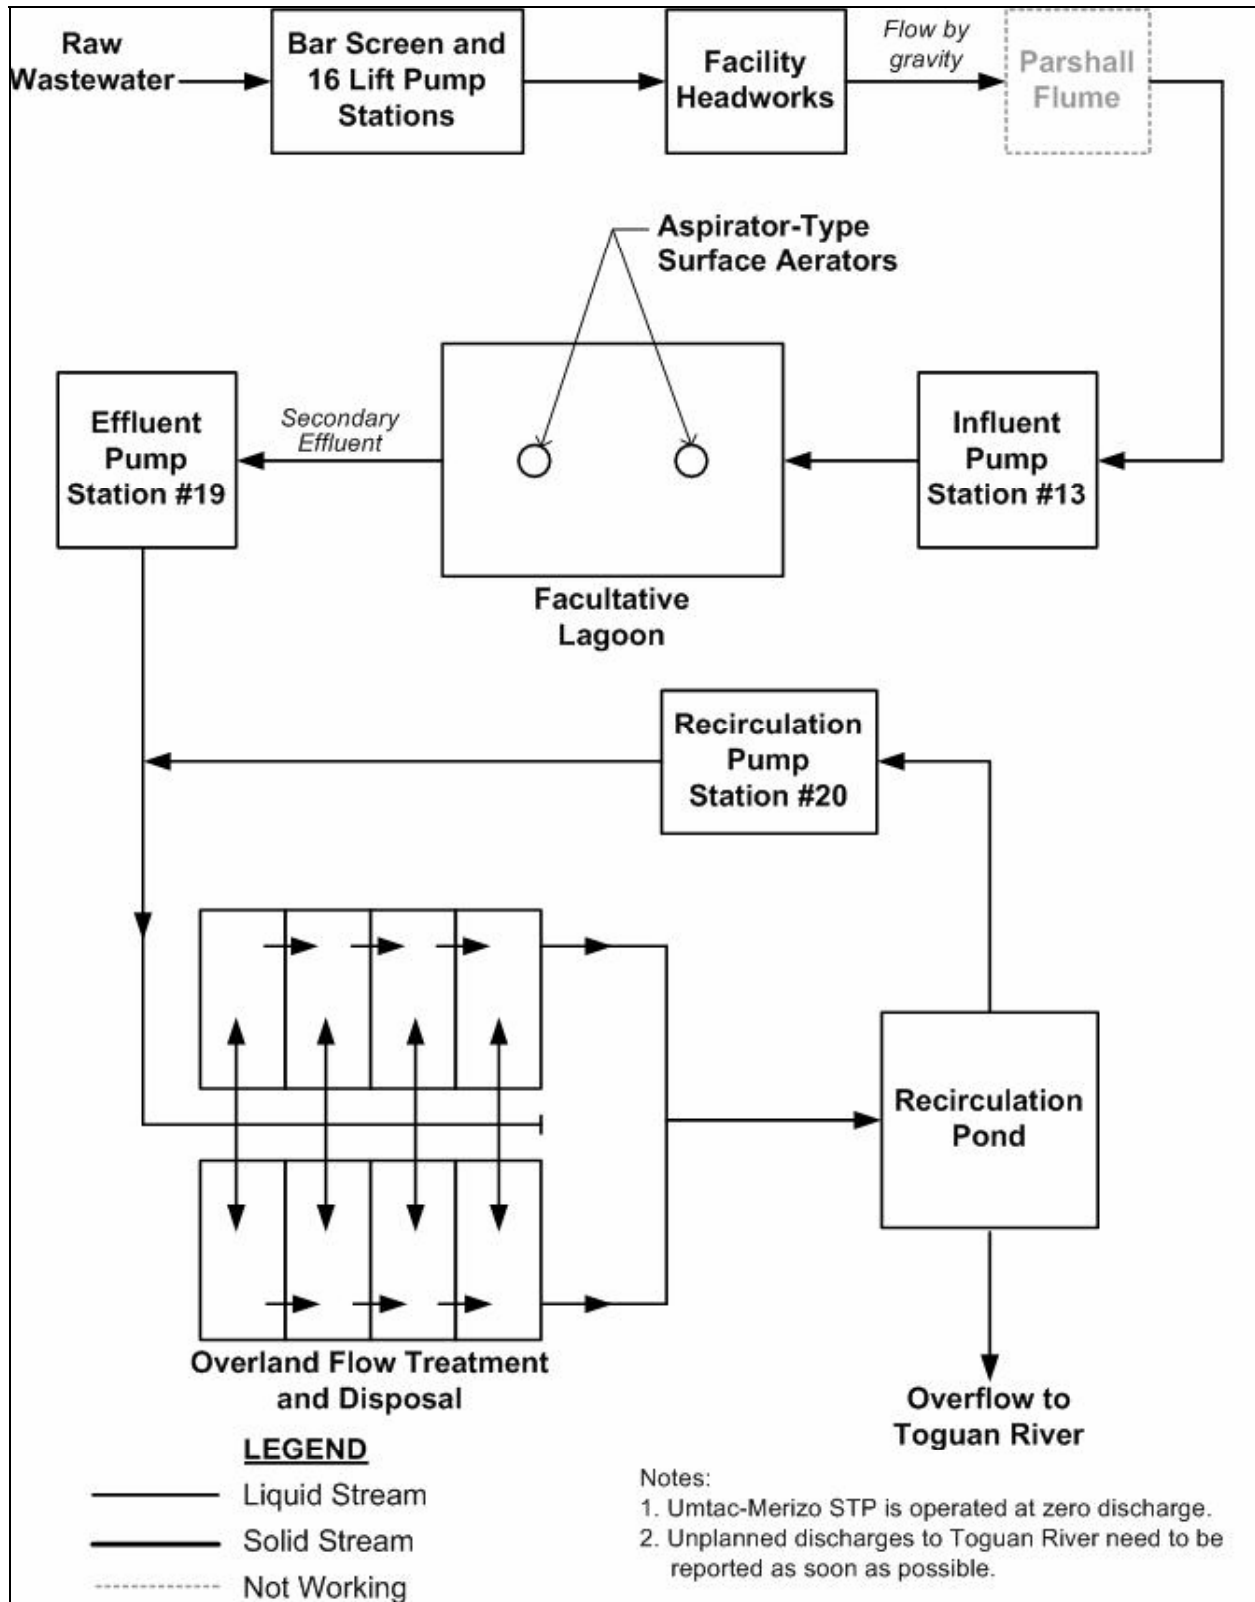 Raw
Wastewater
Bar Screen and
16 Lift Pump
Stations
Facility
Headworks
Flow by
gravity
Parshall
Flume
Aspirator-Type
Surface Aerators
Effluent
Pump
Station #19
Secondary
Effluent
Influent
Pump
Station #13
Facultative
Lagoon
Recirculation
Pump
Station #20
Recirculation
Pond
Overland Flow Treatment
and Disposal
Overflow to
Toguan River
LEGEND
Liquid Stream
Solid Stream
Not Working
Notes:
1. Umtac-Merizo STP is operated at zero discharge.
2. Unplanned discharges to Toguan River need to be
reported as soon as possible.